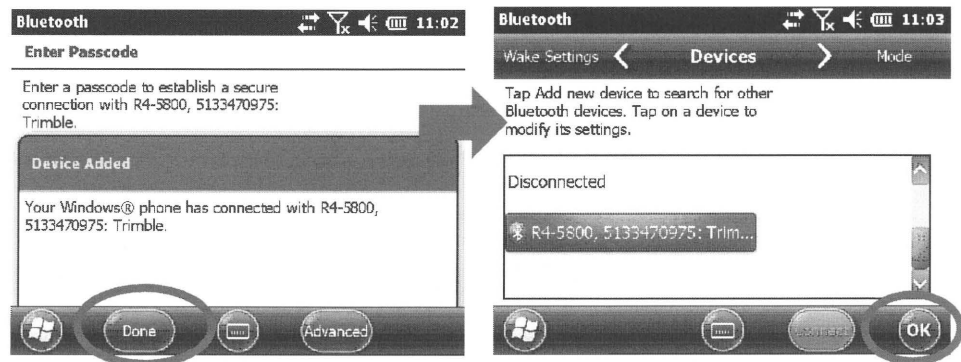 Bluetooth 11:02
Enter Passcode
Enter a passcode to establish a secure
connection with R4-5800, 5133470975:
Trimble.
Device Added
Your Windows® phone has connected with R4-5800,
5133470975: Trimble.
Done Advanced
Bluetooth 11:03
Wake Settings Devices Mode
Tap Add new device to search for other
Bluetooth devices. Tap on a device to
modify its settings.
Disconnected
R4-5800, 5133470975: Trim...
Connect OK